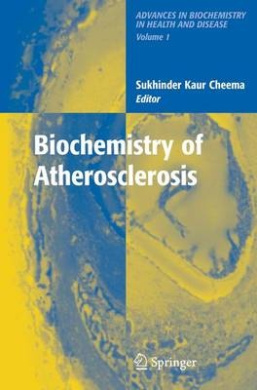 ADVANCES IN BIOCHEMISTRY
IN HEALTH AND DISEASE
Volume 1
Sukhinder Kaur Cheema
Editor
Biochemistry of
Atherosclerosis
Springer